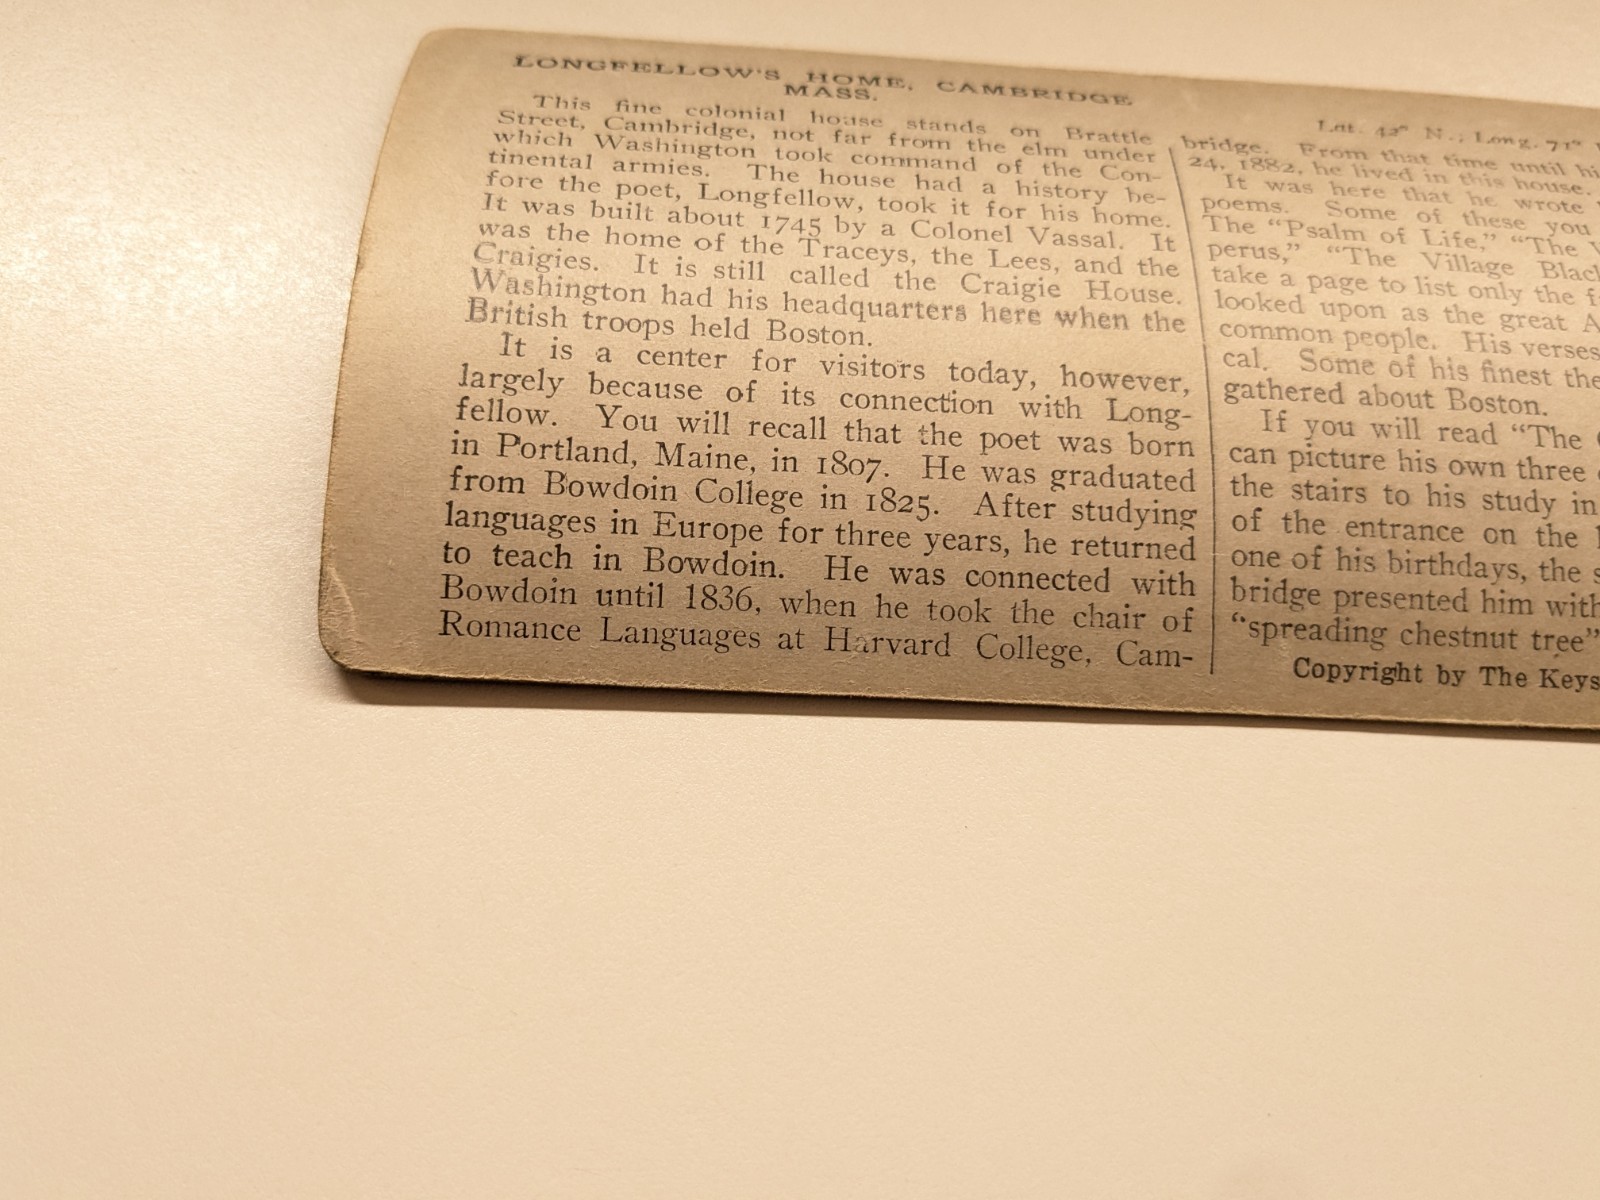 LONGFELLOW'S HOME, CAMBRIDGE
MASS.
This fine colonial house stands on Brattle
Street, Cambridge, not far from the elm under
which Washington took command of the Con-
tinental armies. The house had a history be-
fore the poet, Longfellow, took it for his home.
It was built about 1745 by a Colonel Vassal. It
was the home of the Traceys, the Lees, and the
Craigies. It is still called the Craigie House.
Washington had his headquarters here when the
British troops held Boston.
It is a center for visitors today, however,
largely because of its connection with Long-
fellow. You will recall that the poet was born
in Portland, Maine, in 1807. He was graduated
from Bowdoin College in 1825. After studying
languages in Europe for three years, he returned
to teach in Bowdoin. He was connected with
Bowdoin until 1836, when he took the chair of
Romance Languages at Harvard College, Cam-
Lat. 42° N.; Long. 71°
bridge. From that time until hi
24, 1882, he lived in this house.
It was here that he wrote
poems. Some of these you
The "Psalm of Life," "The
perus," "The Village Blac
take a page to list only the f
looked upon as the great A
common people. His verses
cal. Some of his finest the
gathered about Boston.
If you will read "The
can picture his own three
the stairs to his study in
of the entrance on the
one of his birthdays, the s
bridge presented him with
"spreading chestnut tree"
Copyright by The Keys